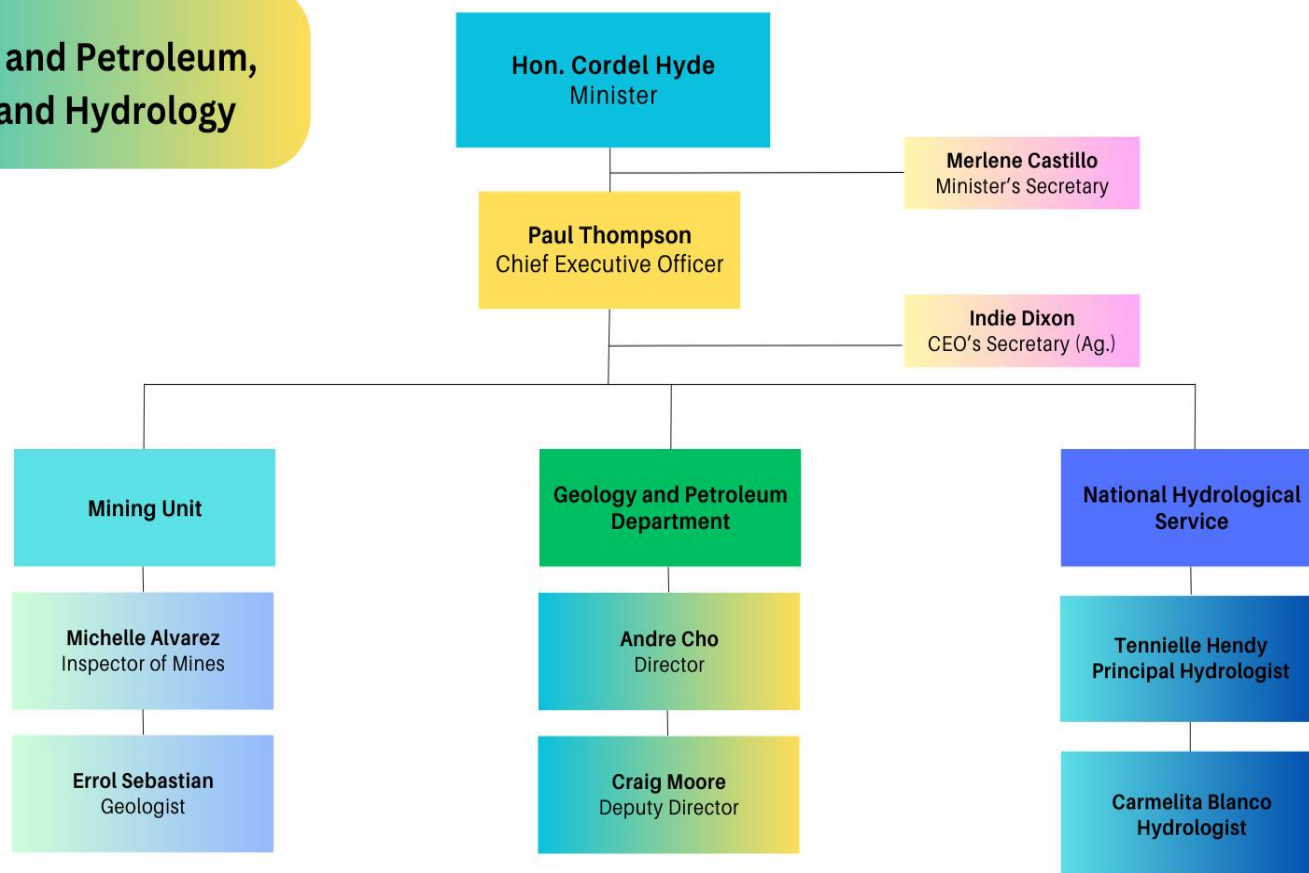 and Petroleum,
and Hydrology
Hon. Cordel Hyde
Minister
Merlene Castillo
Minister's Secretary
Paul Thompson
Chief Executive Officer
Indie Dixon
CEO's Secretary (Ag.)
Mining Unit
Geology and Petroleum
Department
National Hydrological
Service
Michelle Alvarez
Inspector of Mines
Andre Cho
Director
Tennielle Hendy
Principal Hydrologist
Errol Sebastian
Geologist
Craig Moore
Deputy Director
Carmelita Blanco
Hydrologist